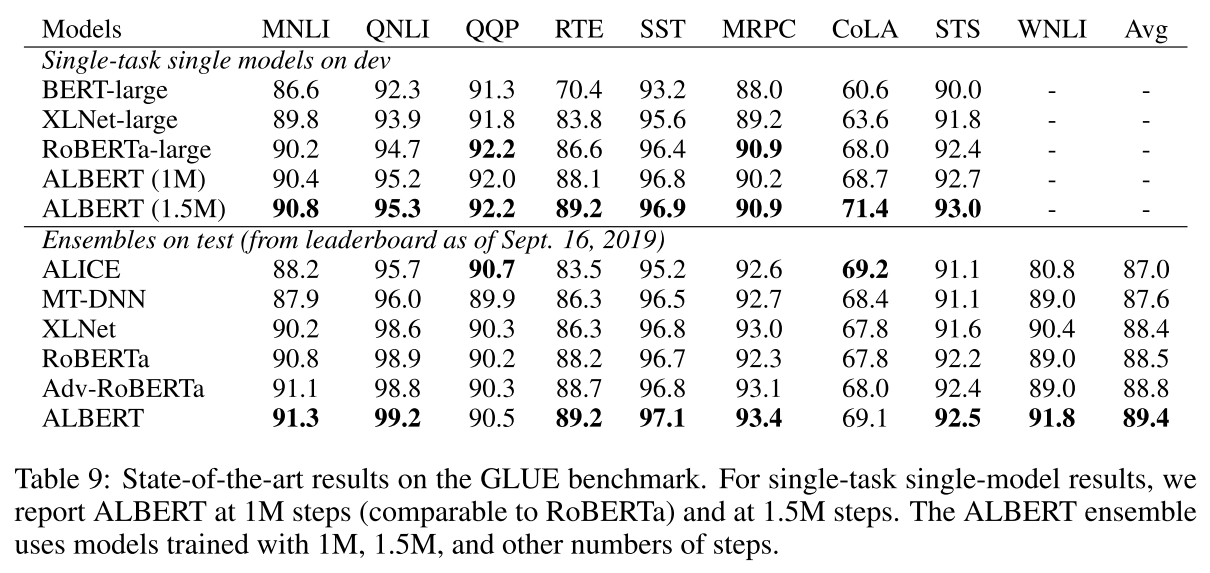 Models MNLI QNLI QQP RTE SST MRPC CoLA STS WNLI Avg
Single-task single models on dev
BERT-large 86.6 92.3 91.3 70.4 93.2 88.0 60.6 90.0 - -
XLNet-large 89.8 93.9 91.8 83.8 95.6 89.2 63.6 91.8 - -
RoBERTa-large 90.2 94.7 92.2 86.6 96.4 90.9 68.0 92.4 - -
ALBERT (1M) 90.4 95.2 92.0 88.1 96.8 90.2 68.7 92.7 - -
ALBERT (1.5M) 90.8 95.3 92.2 89.2 96.9 90.9 71.4 93.0 - -
Ensembles on test (from leaderboard as of Sept. 16, 2019)
ALICE 88.2 95.7 90.7 83.5 95.2 92.6 69.2 91.1 80.8 87.0
MT-DNN 87.9 96.0 89.9 86.3 96.5 92.7 68.4 91.1 89.0 87.6
XLNet 90.2 98.6 90.3 86.3 96.8 93.0 67.8 91.6 90.4 88.4
RoBERTa 90.8 98.9 90.2 88.2 96.7 92.3 67.8 92.2 89.0 88.5
Adv-RoBERTa 91.1 98.8 90.3 88.7 96.8 93.1 68.0 92.4 89.0 88.8
ALBERT 91.3 99.2 90.5 89.2 97.1 93.4 69.1 92.5 91.8 89.4
Table 9: State-of-the-art results on the GLUE benchmark. For single-task single-model results, we
report ALBERT at 1M steps (comparable to RoBERTa) and at 1.5M steps. The ALBERT ensemble
uses models trained with 1M, 1.5M, and other numbers of steps.